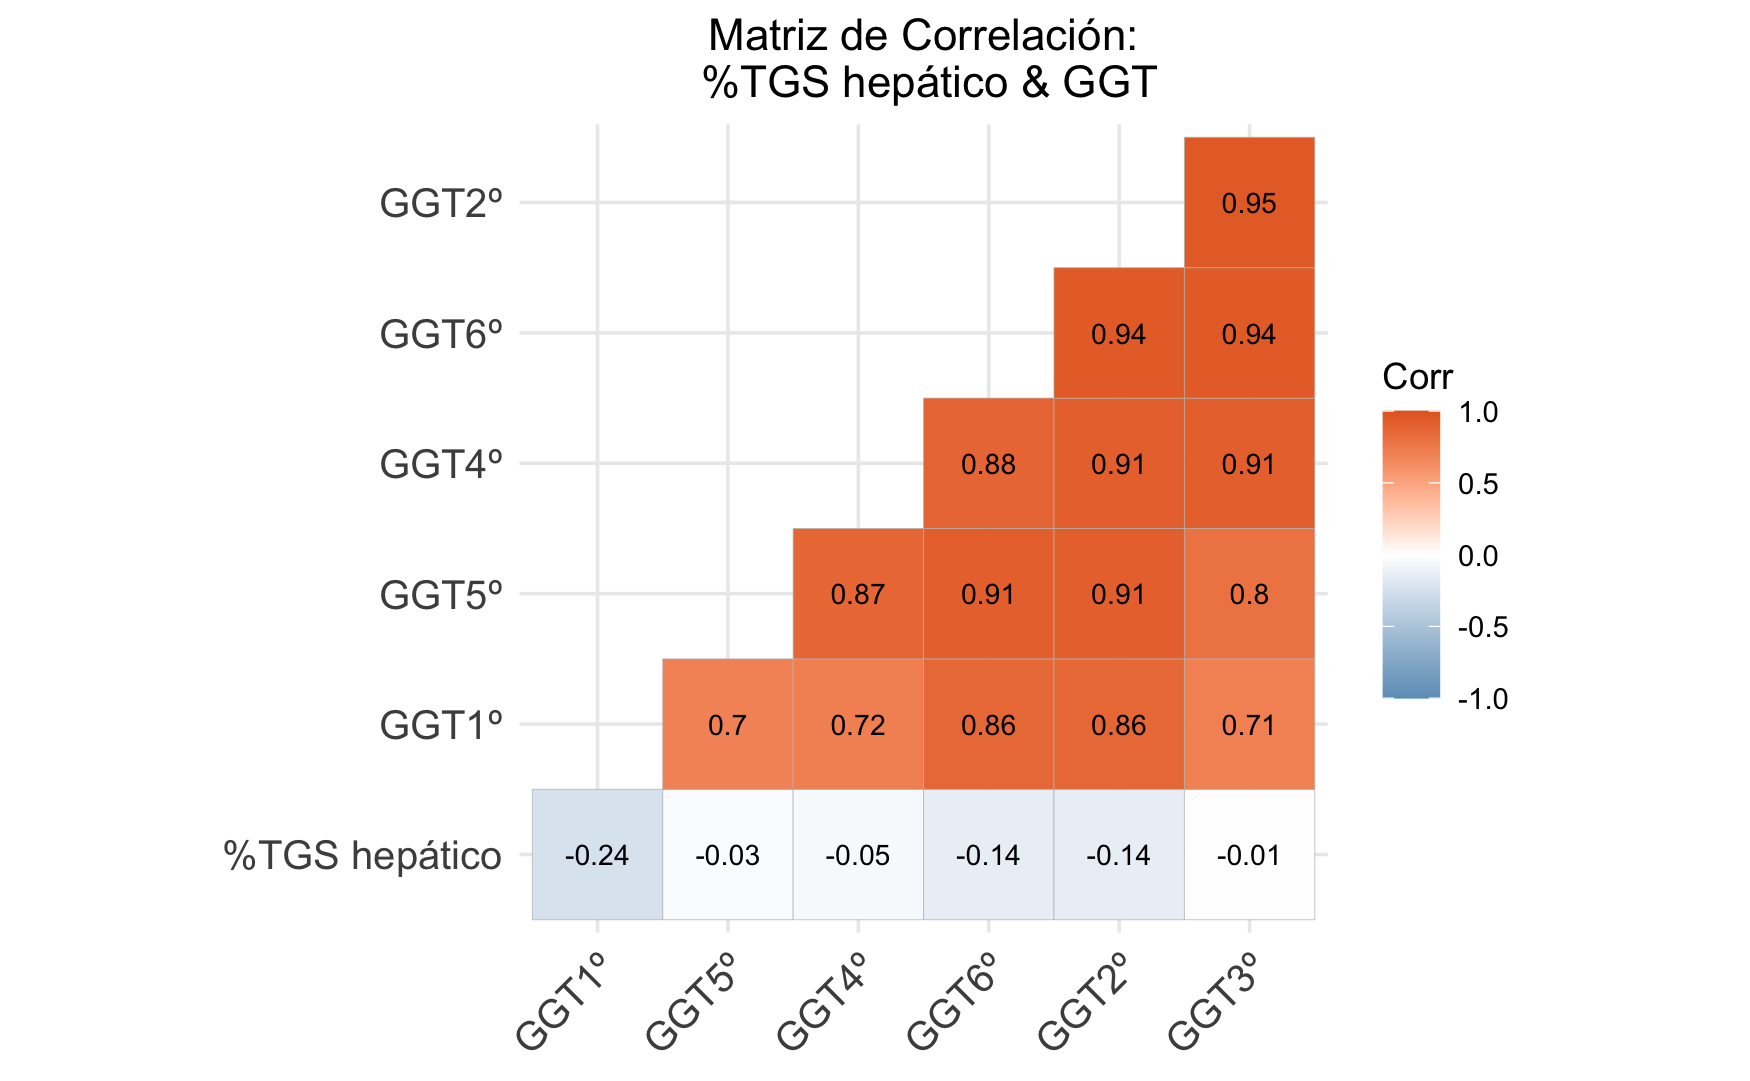 Matriz de Correlación:
%TGS hepático & GGT
GGT2º
0.95
GGT6º
0.94 0.94
GGT4º
0.88 0.91 0.91
GGT5º
0.87 0.91 0.91 0.8
GGT1º
0.7 0.72 0.86 0.86 0.71
%TGS hepático
-0.24 -0.03 -0.05 -0.14 -0.14 -0.01
GGT1º
GGT5º
GGT4º
GGT6º
GGT2º
GGT3º
Corr
1.0
0.5
0.0
-0.5
-1.0